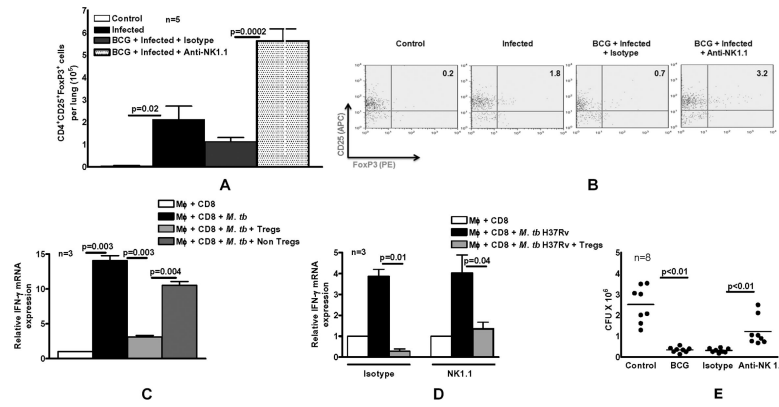 Control n=5
Infected
BCG + Infected + Isotype
BCG + Infected + Anti-NK1.1
p=0.0002
p=0.02
CD4+CD25+FoxP3+ cells
per lung (10⁵)
7
6
5
4
3
2
1
0
A
Control
Infected
BCG + Infected
+ Isotype
BCG + Infected
+ Anti-NK1.1
0.2
1.8
0.7
3.2
CD25 (APC)
FoxP3 (PE)
B
Mϕ + CD8
Mϕ + CD8 + M. tb
Mϕ + CD8 + M. tb + Tregs
Mϕ + CD8 + M. tb + Non Tregs
n=3
p=0.003
p=0.003
p=0.004
Relative IFN-γ mRNA
expression
15
10
5
0
C
Mϕ + CD8
Mϕ + CD8 + M. tb H37Rv
Mϕ + CD8 + M. tb H37Rv + Tregs
n=3
p=0.01
p=0.04
Relative IFN-γ mRNA
expression
5
4
3
2
1
0
Isotype
NK1.1
D
n=8
p<0.01
p<0.01
CFU X 10⁶
5
4
3
2
1
0
Control
BCG
Isotype
Anti-NK 1.
E